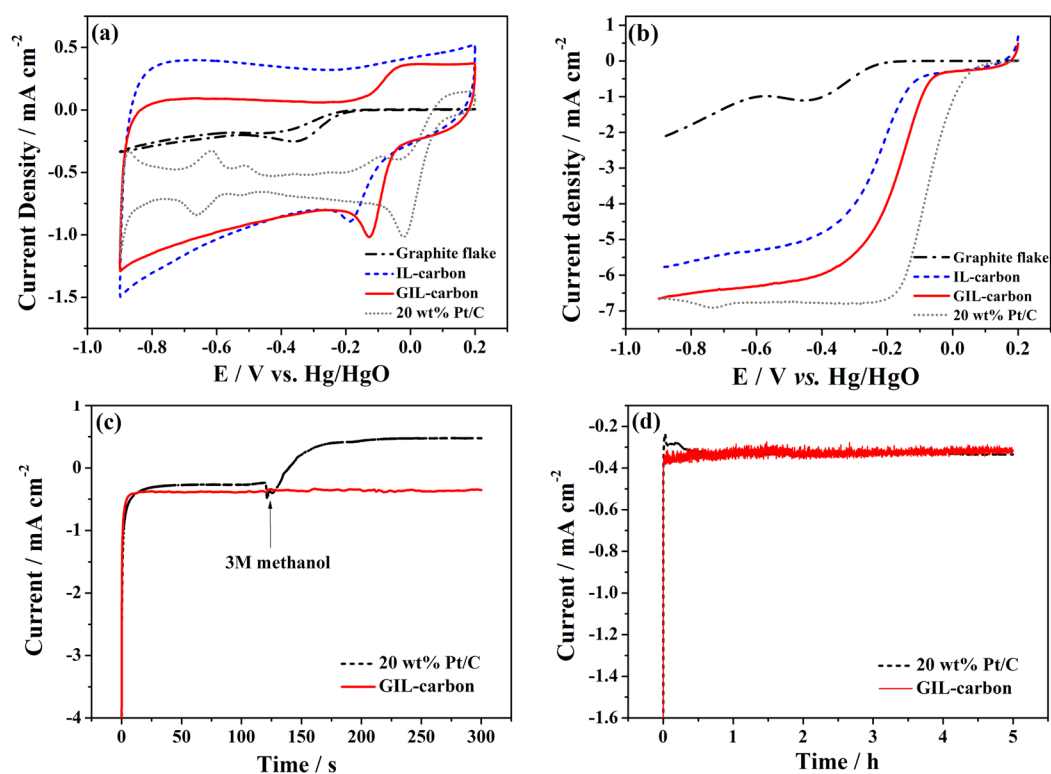 (a)
Current Density / mA cm-2
0.5
0.0
-0.5
-1.0
-1.5
Graphite flake
IL-carbon
GIL-carbon
20 wt% Pt/C
-1.0 -0.8 -0.6 -0.4 -0.2 0.0 0.2
E / V vs. Hg/HgO
(b)
Current density / mA cm-2
1
0
-1
-2
-3
-4
-5
-6
-7
Graphite flake
IL-carbon
GIL-carbon
20 wt% Pt/C
-1.0 -0.8 -0.6 -0.4 -0.2 0.0 0.2
E / V vs. Hg/HgO
(c)
Current / mA cm-2
1
0
-1
-2
-3
-4
3M methanol
20 wt% Pt/C
GIL-carbon
0 50 100 150 200 250 300
Time / s
(d)
Current / mA cm-2
-0.2
-0.4
-0.6
-0.8
-1.0
-1.2
-1.4
-1.6
20 wt% Pt/C
GIL-carbon
0 1 2 3 4 5
Time / h